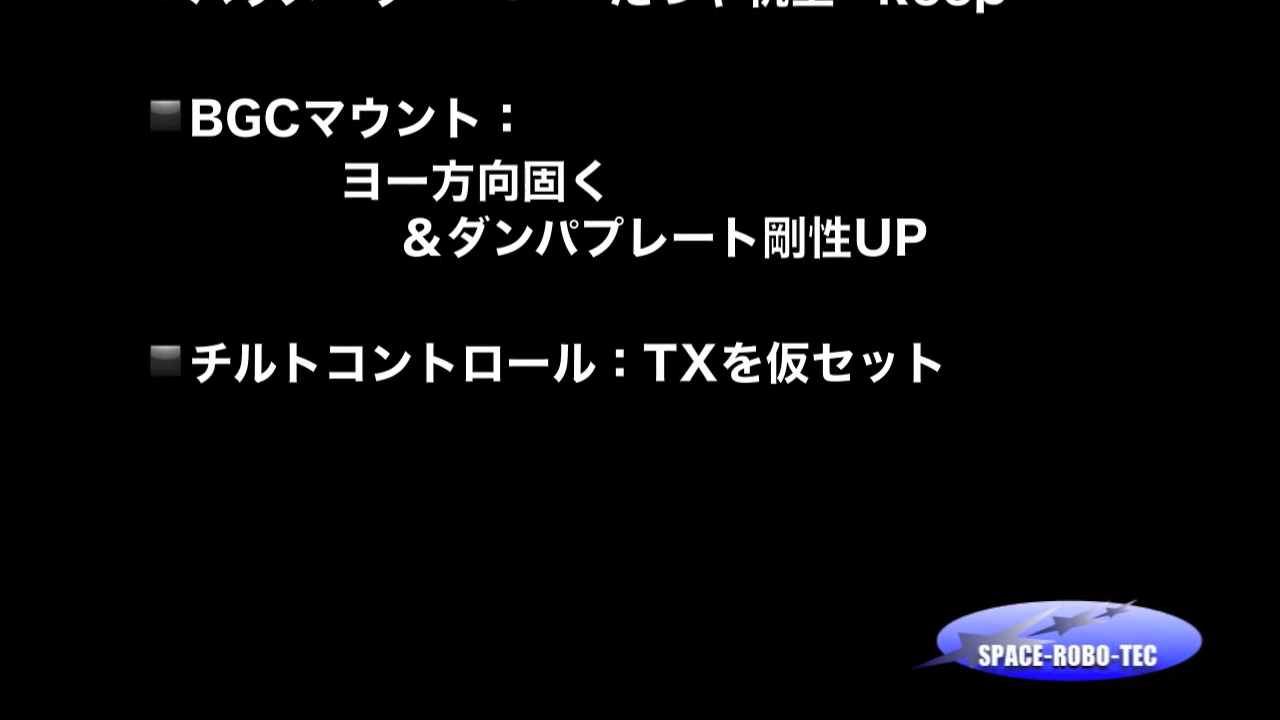 ■BGCマウント：
ヨー方向固く
＆ダンパプレート剛性UP
■チルトコントロール：TXを仮セット
SPACE-ROBO-TEC